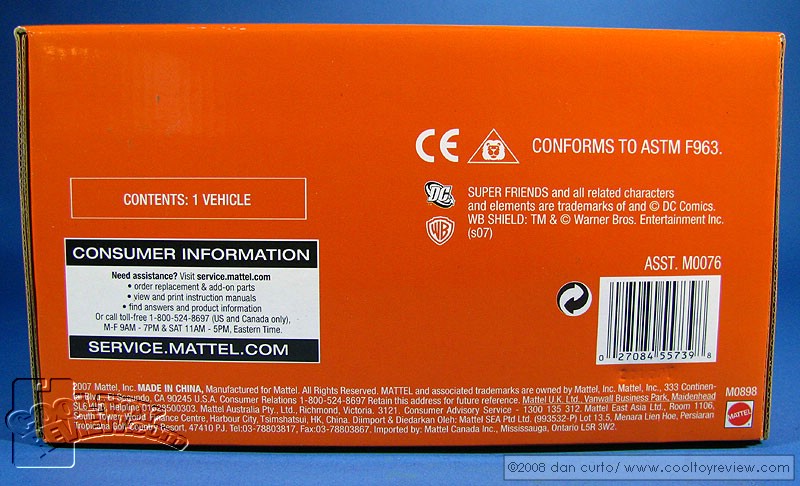 CE
CONFORMS TO ASTM F963.
CONTENTS: 1 VEHICLE
DC
SUPER FRIENDS and all related characters
and elements are trademarks of and © DC Comics.
WB SHIELD: TM & © Warner Bros. Entertainment Inc.
(s07)
WB
CONSUMER INFORMATION
Need assistance? Visit service.mattel.com
• order replacement & add-on parts
• view and print instruction manuals
• find answers and product information
Or call toll-free 1-800-524-8697 (US and Canada only),
M-F 9AM - 7PM & SAT 11AM - 5PM, Eastern Time.
SERVICE.MATTEL.COM
ASST. M0076
0 27084 55739 8
2007 Mattel, Inc. MADE IN CHINA, Manufactured for Mattel. All Rights Reserved. MATTEL and associated trademarks are owned by Mattel, Inc. Mattel, Inc., 333 Continen-
Blvd., El Segundo, CA 90245 U.S.A. Consumer Relations 1-800-524-8697 Retain this address for future reference. Mattel U.K. Ltd., Vanwall Business Park, Maidenhead
SL6 4UB. Helpline 01628500303. Mattel Australia Pty., Ltd., Richmond, Victoria. 3121. Consumer Advisory Service - 1300 135 312. Mattel East Asia Ltd., Room 1106,
South Tower, World Finance Centre, Harbour City, Tsimshatsui, HK, China. Diimport & Diedarkan Oleh: Mattel SEA Ptd Ltd. (993532-P) Lot 13.5, Menara Lien Hoe, Persiaran
Tropicana Golf Country Resort, 47410 PJ. Tel:03-78803817, Fax:03-78803867. Imported by: Mattel Canada Inc., Mississauga, Ontario L5R 3W2.
M0898
MATTEL
©2008 dan curto/ www.cooltoyreview.com